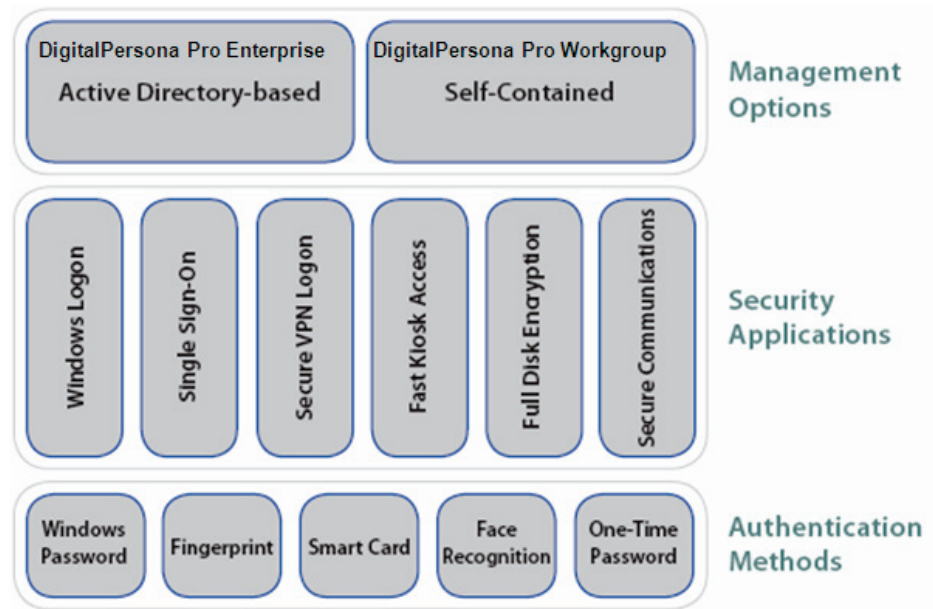 DigitalPersona Pro Enterprise
Active Directory-based
DigitalPersona Pro Workgroup
Self-Contained
Management
Options
Windows Logon
Single Sign-On
Secure VPN Logon
Fast Kiosk Access
Full Disk Encryption
Secure Communications
Security
Applications
Windows
Password
Fingerprint
Smart Card
Face
Recognition
One-Time
Password
Authentication
Methods